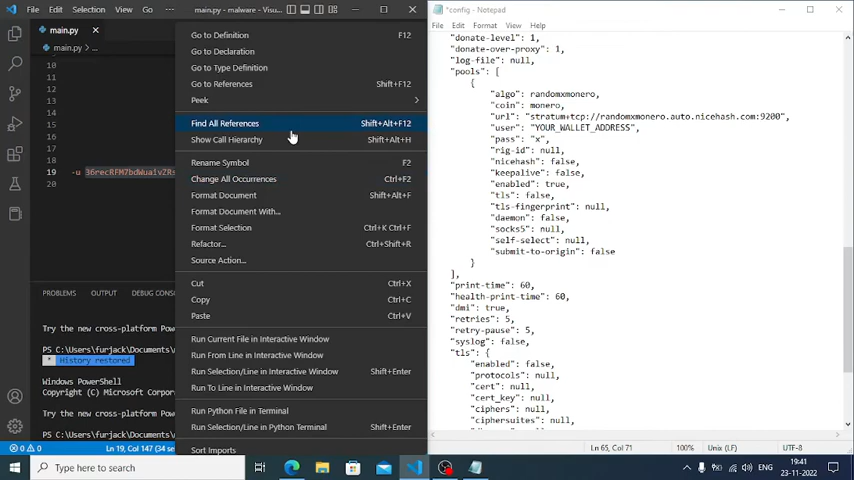 File Edit View Go ··· main.py - malware - Visu...
main.py
main.py > ...
10
11
12
13
14
15
16
17
18
19 -u 36recRFM7bdWuaivZRs
20
PROBLEMS OUTPUT DEBUG CONS
Try the new cross-platform Pow
PS C:\Users\furjack\Documents\
* History restored
Windows PowerShell
Copyright (C) Microsoft Corpor
Try the new cross-platform Pow
PS C:\Users\furjack\Documents\
0 0
Ln 19, Col 147 (34 se
Go to Definition F12
Go to Declaration
Go to Type Definition
Go to References Shift+F12
Peek
Find All References Shift+Alt+F12
Show Call Hierarchy Shift+Alt+H
Rename Symbol F2
Change All Occurrences Ctrl+F2
Format Document Shift+Alt+F
Format Document With...
Format Selection Ctrl+K Ctrl+F
Refactor... Ctrl+Shift+R
Source Action...
Cut Ctrl+X
Copy Ctrl+C
Paste Ctrl+V
Run Current File in Interactive Window
Run From Line in Interactive Window
Run Selection/Line in Interactive Window Shift+Enter
Run To Line in Interactive Window
Run Python File in Terminal
Run Selection/Line in Python Terminal Shift+Enter
Sort Imports
*config - Notepad
File Edit Format View Help
"donate-level": 1,
"donate-over-proxy": 1,
"log-file": null,
"pools": [
{
"algo": randomxmonero,
"coin": monero,
"url": "stratum+tcp://randomxmonero.auto.nicehash.com:9200",
"user": "YOUR_WALLET_ADDRESS",
"pass": "x",
"rig-id": null,
"nicehash": false,
"keepalive": false,
"enabled": true,
"tls": false,
"tls-fingerprint": null,
"daemon": false,
"socks5": null,
"self-select": null,
"submit-to-origin": false
}
],
"print-time": 60,
"health-print-time": 60,
"dmi": true,
"retries": 5,
"retry-pause": 5,
"syslog": false,
"tls": {
"enabled": false,
"protocols": null,
"cert": null,
"cert_key": null,
"ciphers": null,
"ciphersuites": null,
Ln 65, Col 71 100% Unix (LF) UTF-8
Type here to search
ENG
19:41
23-11-2022